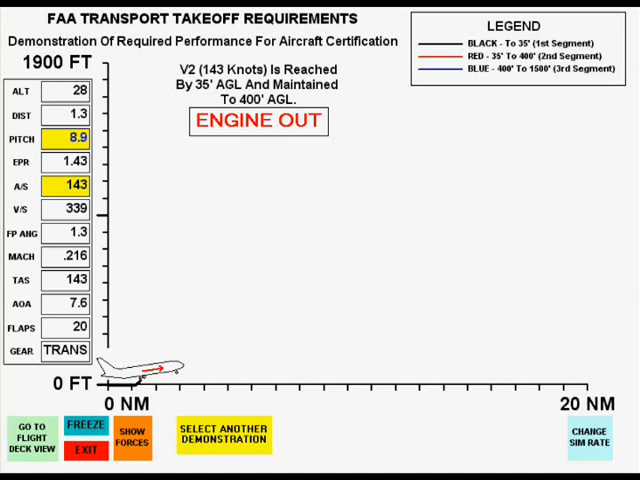 FAA TRANSPORT TAKEOFF REQUIREMENTS
Demonstration Of Required Performance For Aircraft Certification
LEGEND
BLACK - To 35' (1st Segment)
RED - 35' To 400' (2nd Segment)
BLUE - 400' To 1500' (3rd Segment)
1900 FT
V2 (143 Knots) Is Reached
By 35' AGL And Maintained
To 400' AGL.
ENGINE OUT
ALT 28
DIST 1.3
PITCH 8.9
EPR 1.43
A/S 143
V/S 339
FP ANG 1.3
MACH .216
TAS 143
AOA 7.6
FLAPS 20
GEAR TRANS
0 FT
0 NM
20 NM
GO TO
FLIGHT
DECK VIEW
FREEZE
EXIT
SHOW
FORCES
SELECT ANOTHER
DEMONSTRATION
CHANGE
SIM RATE